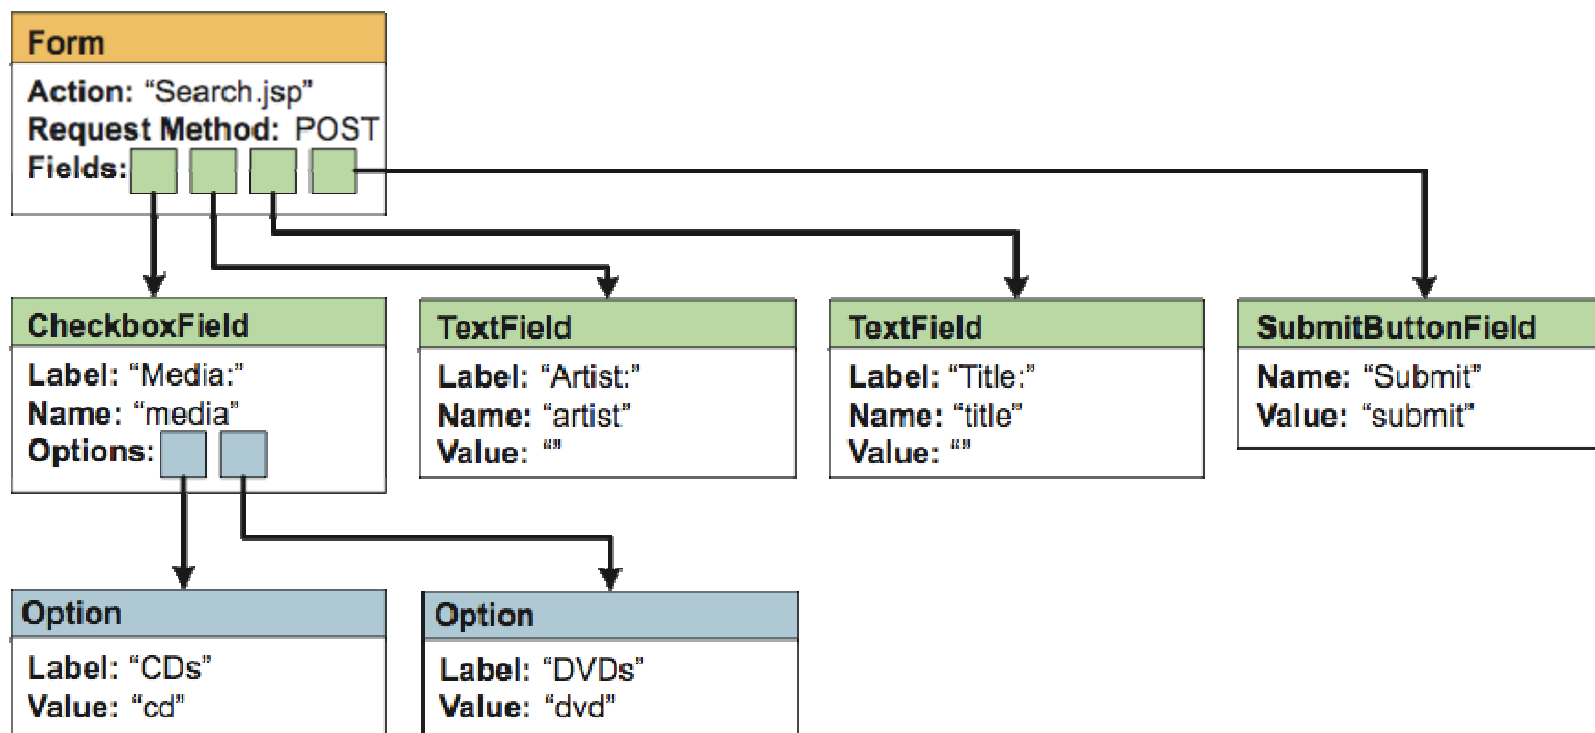 Form
Action: “Search.jsp”
Request Method: POST
Fields:
CheckboxField
Label: “Media:”
Name: “media”
Options:
TextField
Label: “Artist:”
Name: “artist”
Value: “”
TextField
Label: “Title:”
Name: “title”
Value: “”
SubmitButtonField
Name: “Submit”
Value: “submit”
Option
Label: “CDs”
Value: “cd”
Option
Label: “DVDs”
Value: “dvd”